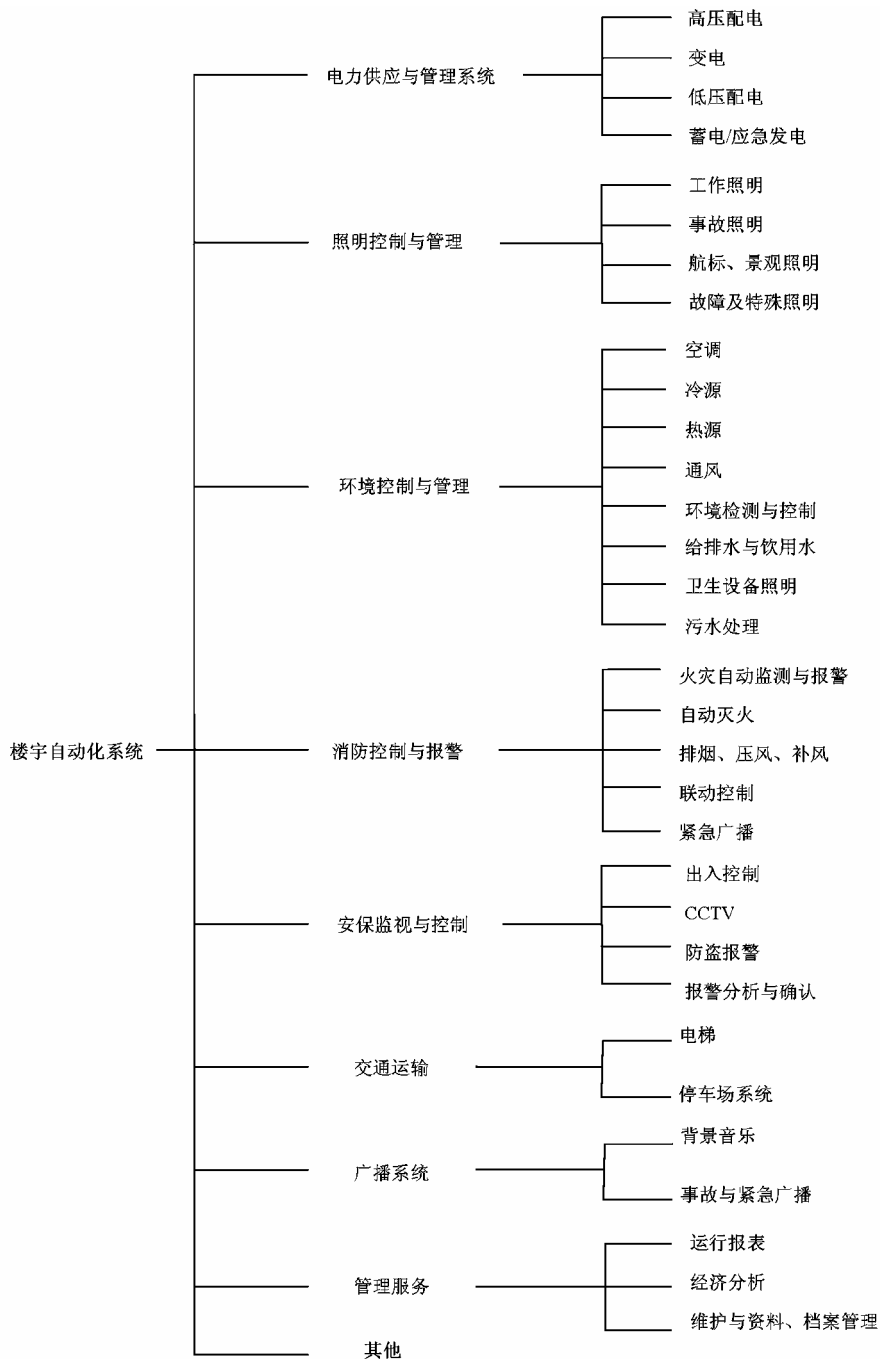 高压配电
变电
电力供应与管理系统
低压配电
蓄电/应急发电
工作照明
事故照明
照明控制与管理
航标、景观照明
故障及特殊照明
空调
冷源
热源
通风
环境控制与管理
环境检测与控制
给排水与饮用水
卫生设备照明
污水处理
火灾自动监测与报警
自动灭火
楼宇自动化系统
消防控制与报警
排烟、压风、补风
联动控制
紧急广播
出入控制
CCTV
安保监视与控制
防盗报警
报警分析与确认
电梯
交通运输
停车场系统
背景音乐
广播系统
事故与紧急广播
运行报表
管理服务
经济分析
维护与资料、档案管理
其他